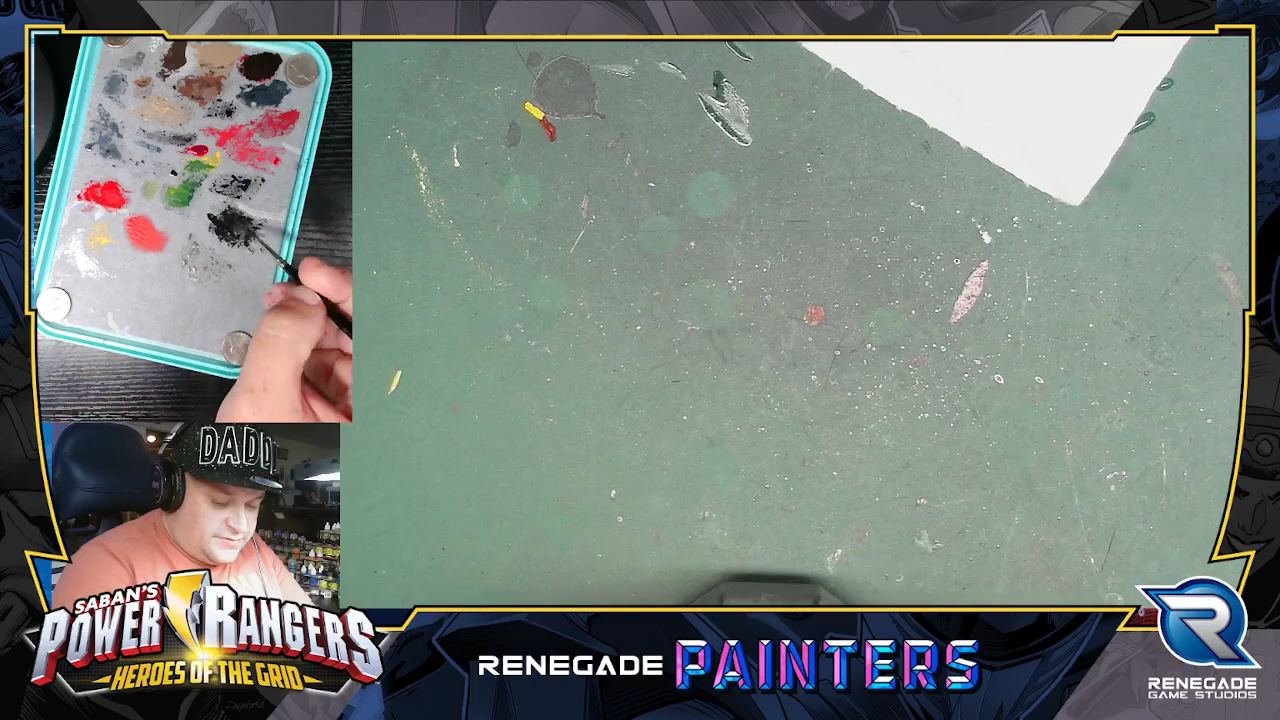 DADD
SABAN'S
POWER RANGERS
HEROES OF THE GRID
RENEGADE PAINTERS
R
RENEGADE
GAME STUDIOS